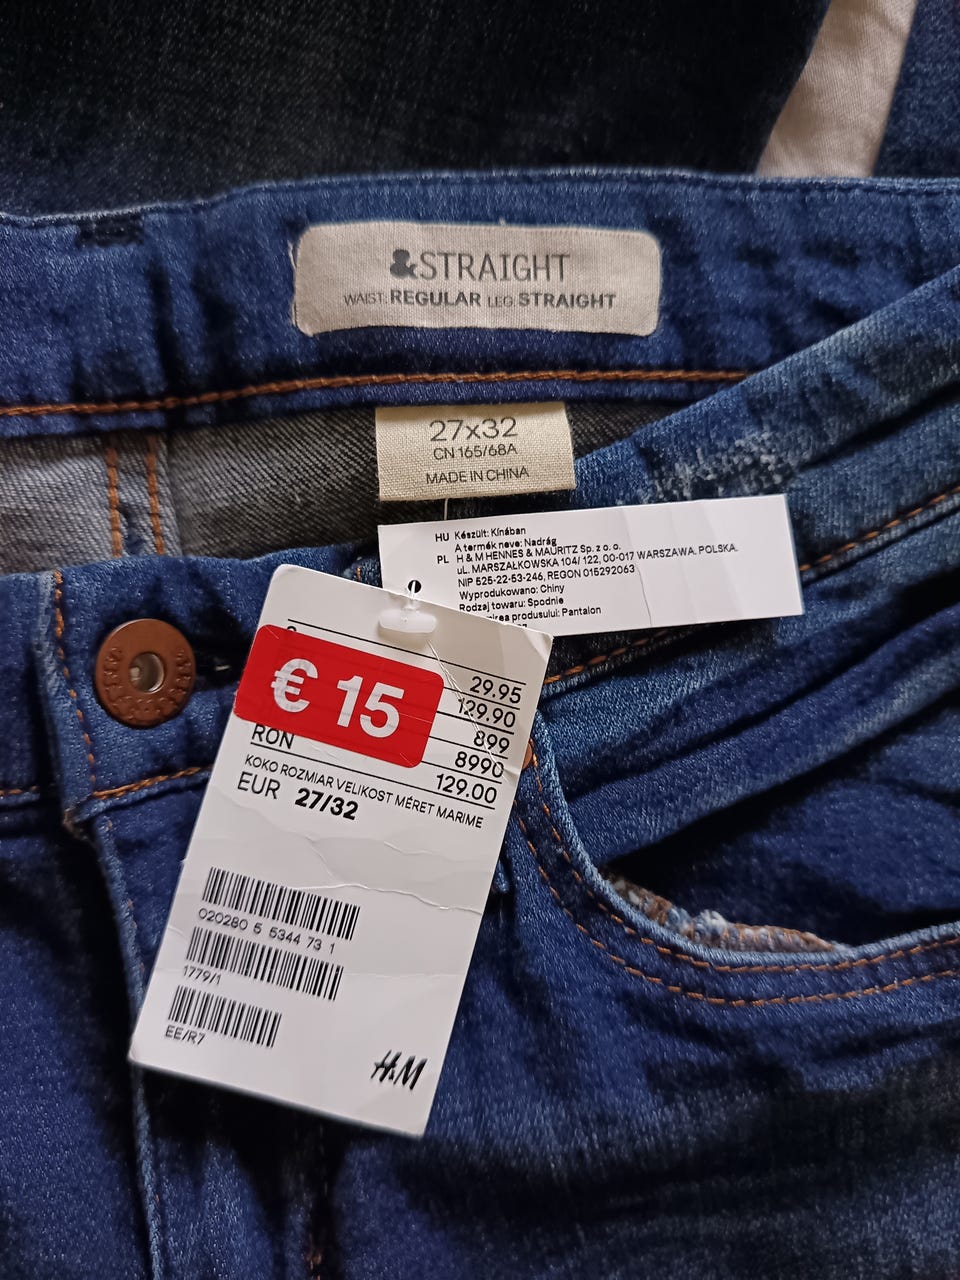 &STRAIGHT
WAIST: REGULAR LEG: STRAIGHT
27x32
CN 165/68A
MADE IN CHINA
HU Készült: Kínában
A termék neve: Nadrág
PL H & M HENNES & MAURITZ Sp. z o. o.
uL. MARSZAŁKOWSKA 104/ 122, 00-017 WARSZAWA. POLSKA.
NIP 525-22-53-246, REGON 015292063
Wyprodukowano: Chiny
Rodzaj towaru: Spodnie
produsului: Pantalon
€ 15
29.95
129.90
899
8990
RON 129.00
KOKO ROZMIAR VELIKOST MÉRET MARIME
EUR 27/32
020280 5 5344 73 1
1779/1
EE/R7
H&M